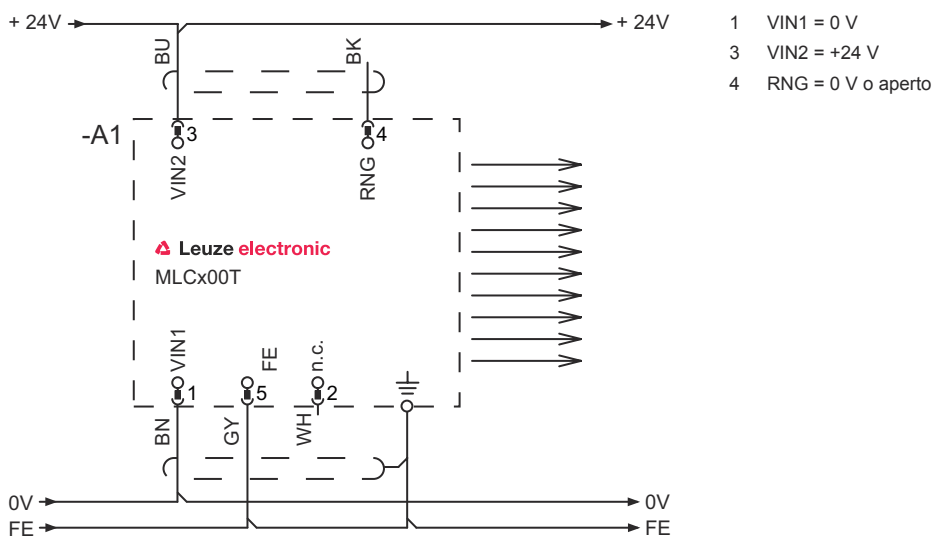 + 24V
+ 24V
1 VIN1 = 0 V
3 VIN2 = +24 V
4 RNG = 0 V o aperto
BU
BK
-A1
3
4
VIN2
RNG
Leuze electronic
MLCx00T
VIN1
FE
n.c.
1
5
2
BN
GY
WH
0V
0V
FE
FE